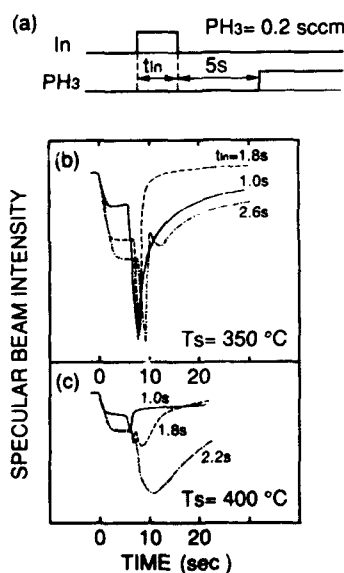 (a)
PH3= 0.2 sccm
In
tIn
5s
PH3
(b)
tIn=1.8s
1.0s
2.6s
Ts= 350 °C
(c)
1.0s
1.8s
2.2s
Ts= 400 °C
0 10 20
0 10 20
TIME (sec)
SPECULAR BEAM INTENSITY